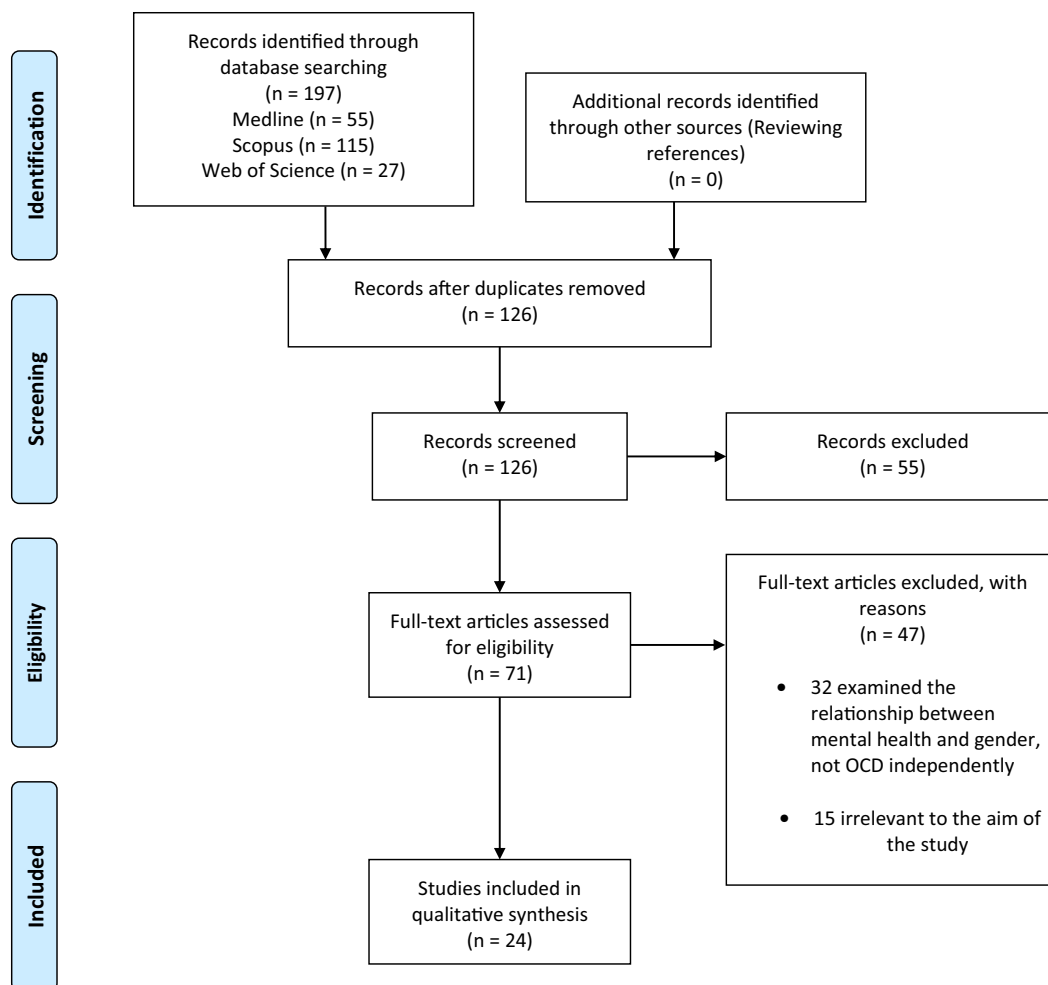 Identification
Records identified through
database searching
(n = 197)
Medline (n = 55)
Scopus (n = 115)
Web of Science (n = 27)
Additional records identified
through other sources (Reviewing
references)
(n = 0)
Records after duplicates removed
(n = 126)
Screening
Records screened
(n = 126)
Records excluded
(n = 55)
Eligibility
Full-text articles assessed
for eligibility
(n = 71)
Full-text articles excluded, with
reasons
(n = 47)
• 32 examined the
relationship between
mental health and gender,
not OCD independently
• 15 irrelevant to the aim of
the study
Included
Studies included in
qualitative synthesis
(n = 24)